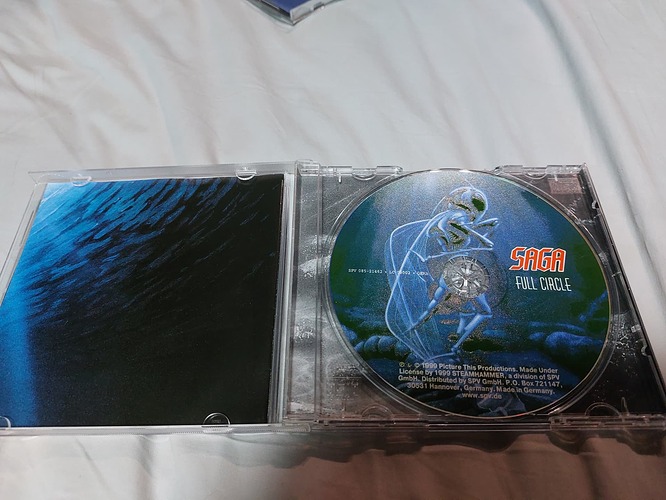 SAGA
FULL CIRCLE
℗ & © 1999 Picture This Productions. Made Under
License by 1999 STEAMHAMMER, a division of SPV
GmbH. Distributed by SPV GmbH. P.O. Box 721147,
30531 Hannover, Germany. Made in Germany.
www.spv.de